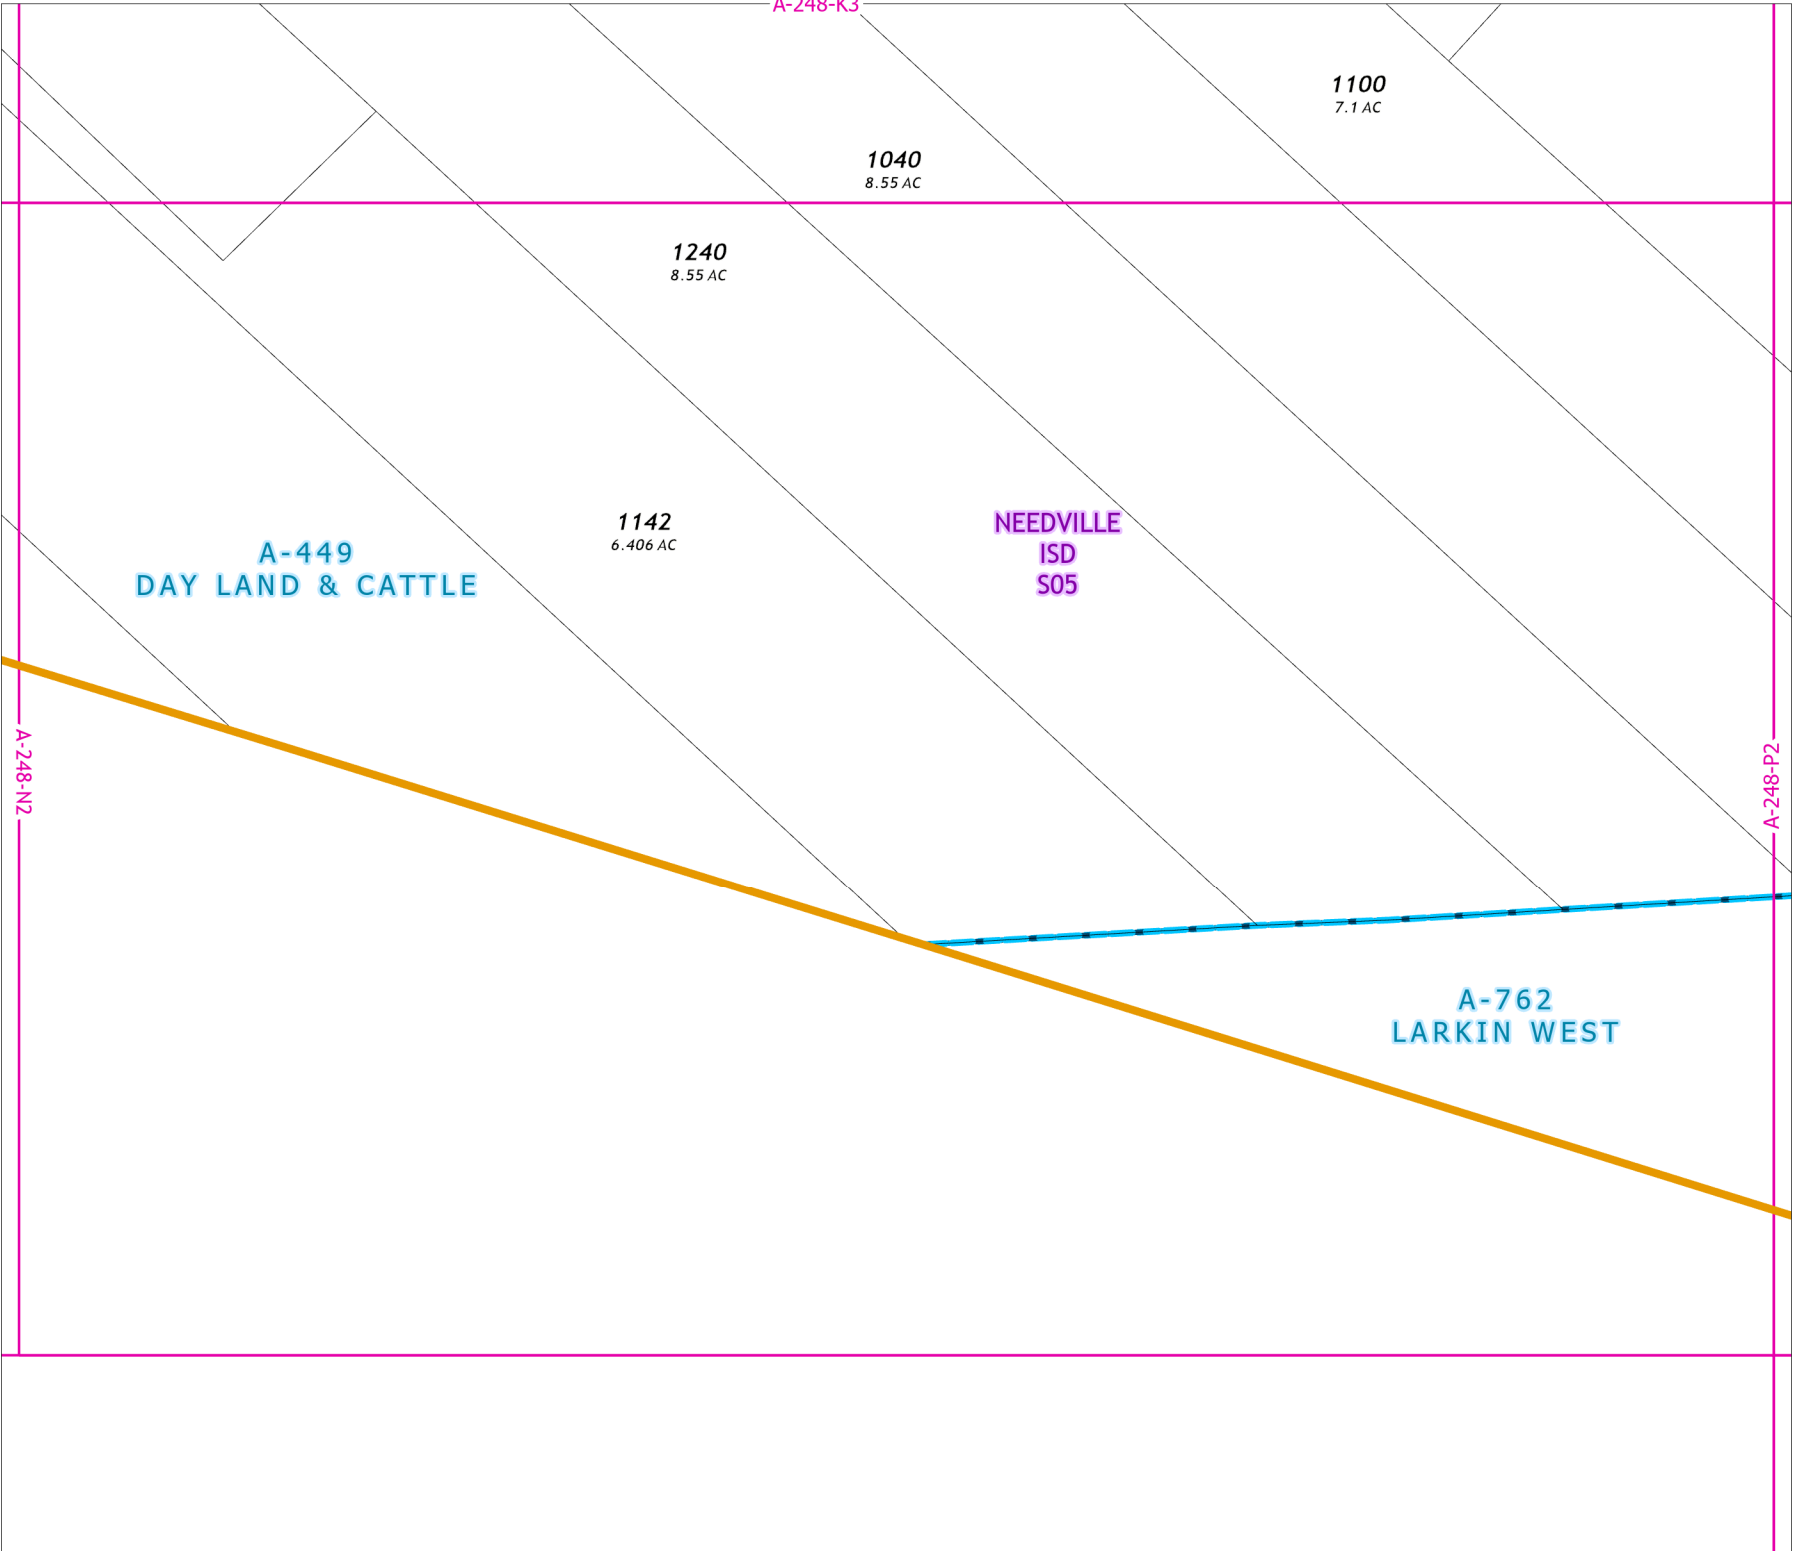 A-248-K3
1100
7.1 AC
1040
8.55 AC
1240
8.55 AC
1142
6.406 AC
NEEDVILLE
ISD
S05
A-449
DAY LAND & CATTLE
A-248-N2
A-248-P2
A-762
LARKIN WEST